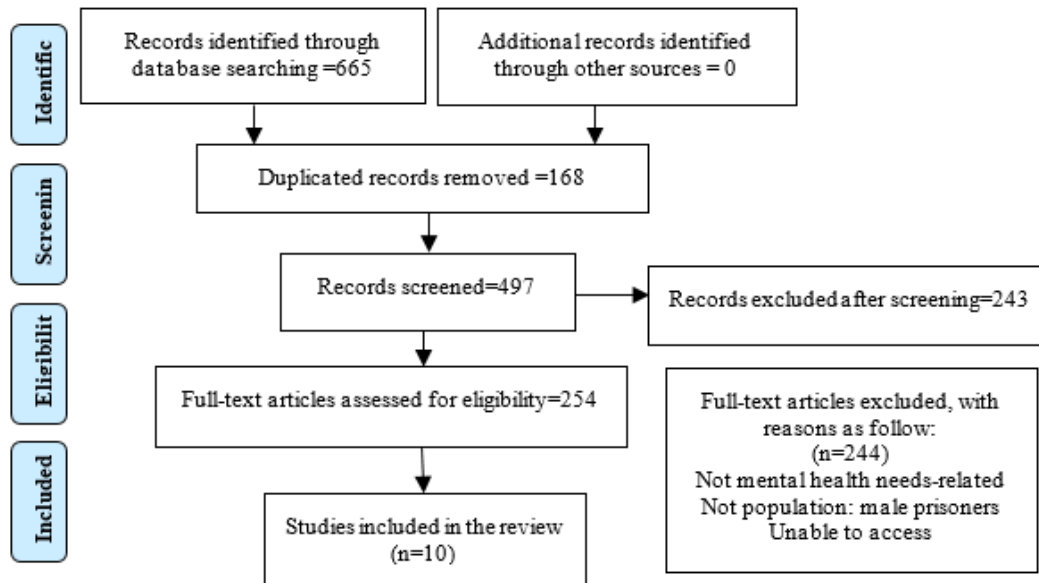 Identific
Records identified through
database searching =665
Additional records identified
through other sources = 0
Duplicated records removed =168
Screenin
Records screened=497
Records excluded after screening=243
Eligibilit
Full-text articles assessed for eligibility=254
Full-text articles excluded, with
reasons as follow:
(n=244)
Not mental health needs-related
Not population: male prisoners
Unable to access
Included
Studies included in the review
(n=10)